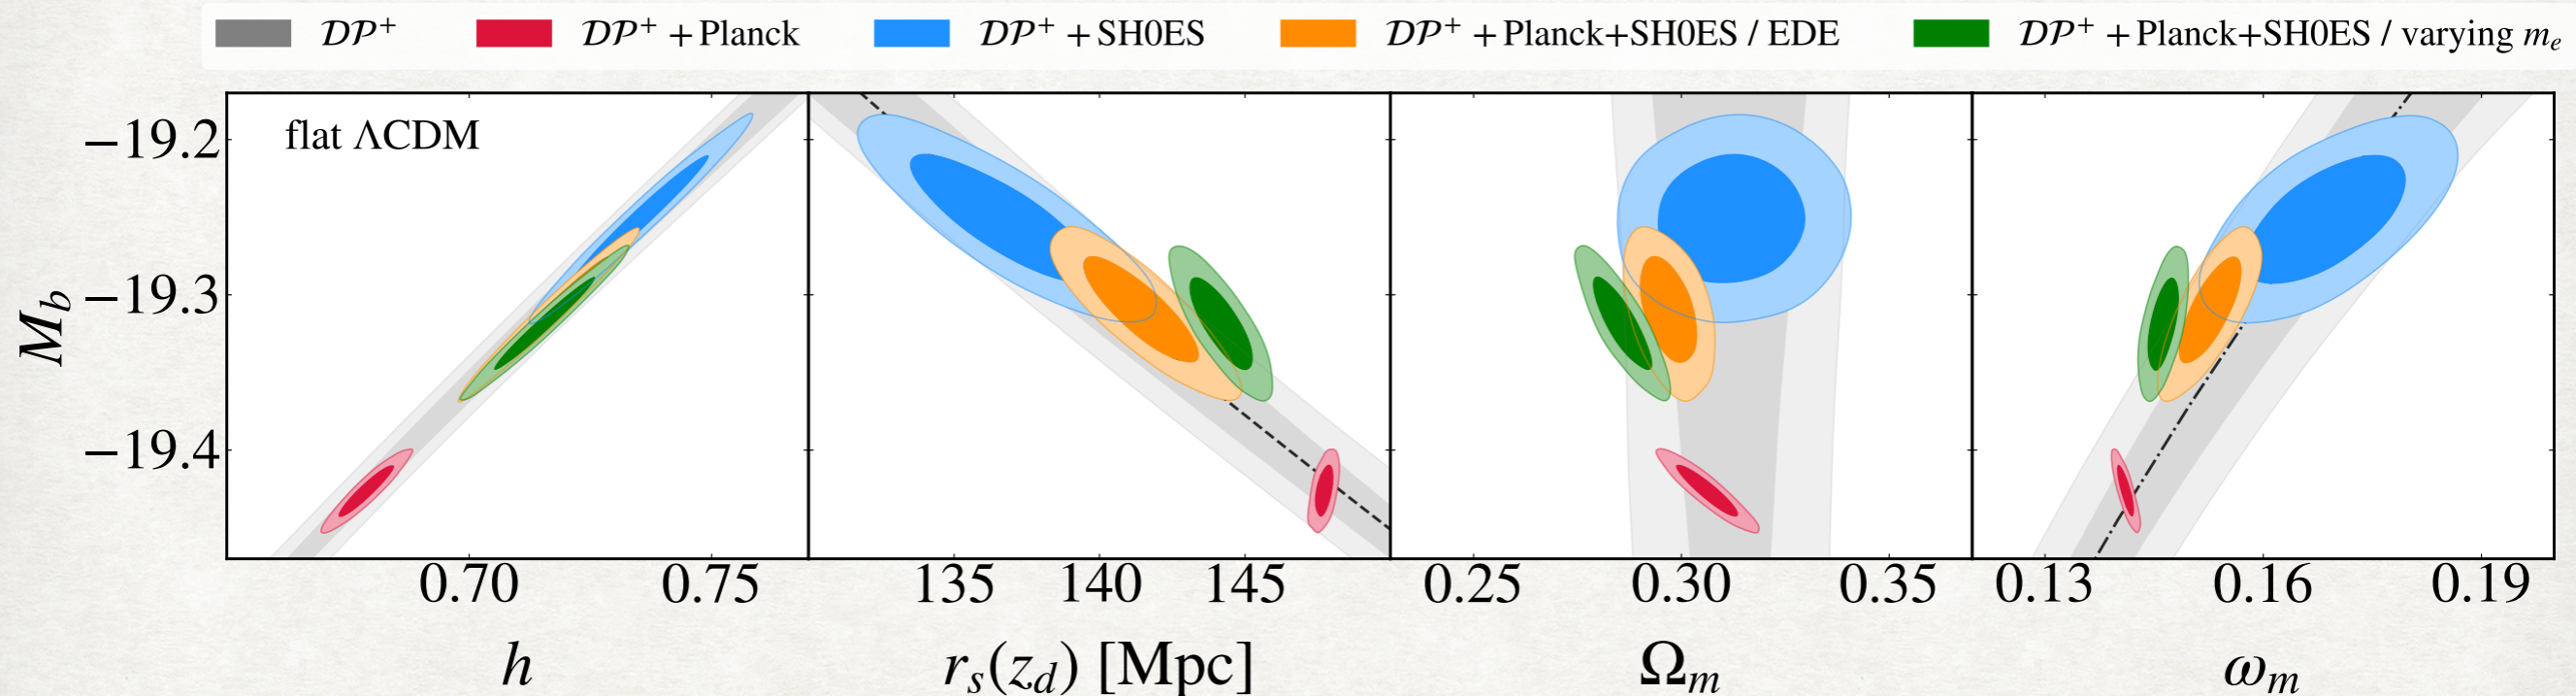 𝒟𝒫⁺ 𝒟𝒫⁺ + Planck 𝒟𝒫⁺ + SH0ES 𝒟𝒫⁺ + Planck+SH0ES / EDE 𝒟𝒫⁺ + Planck+SH0ES / varying mₑ
flat ΛCDM
−19.2
−19.3
−19.4
M_b
0.70 0.75 135 140 145 0.25 0.30 0.35 0.13 0.16 0.19
h r_s(z_d) [Mpc] Ω_m ω_m